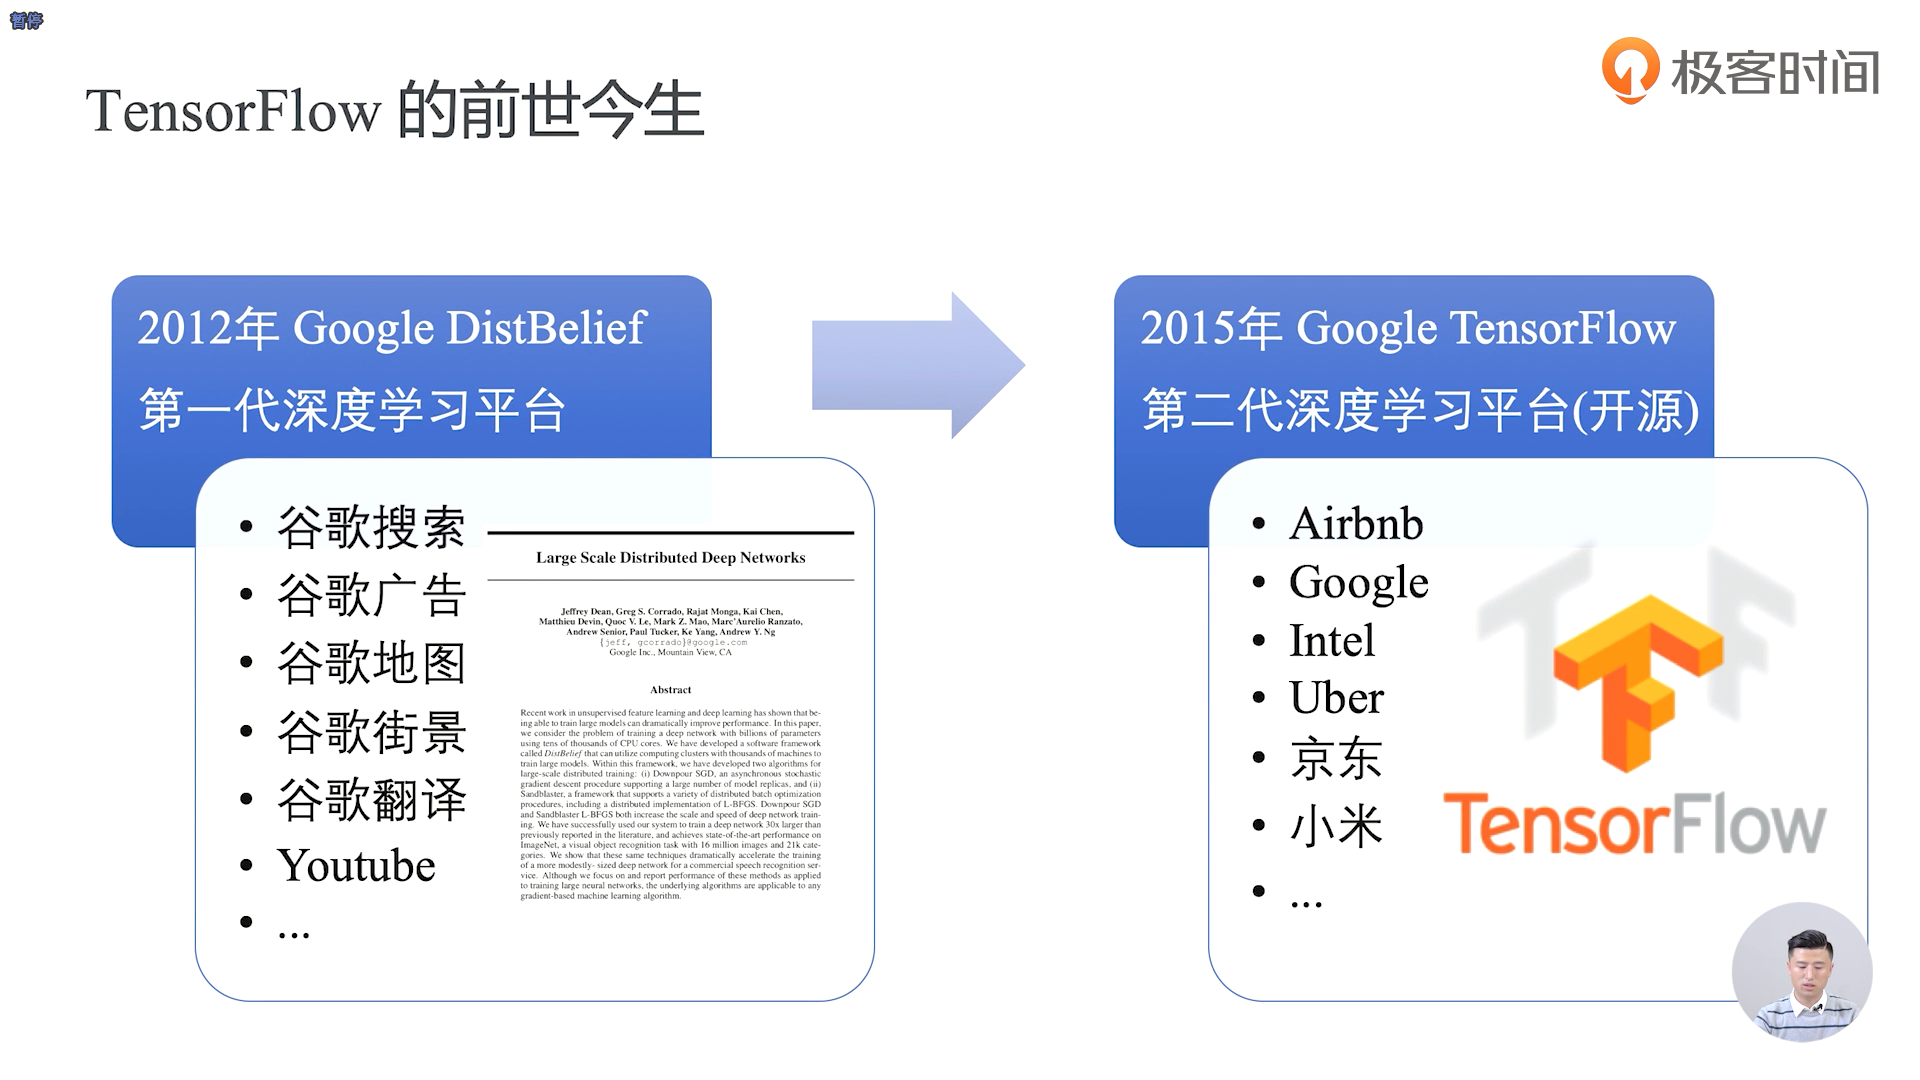 暂停
极客时间
TensorFlow 的前世今生
2012年 Google DistBelief
第一代深度学习平台
• 谷歌搜索
• 谷歌广告
• 谷歌地图
• 谷歌街景
• 谷歌翻译
• Youtube
• ...
Large Scale Distributed Deep Networks
Jeffrey Dean, Greg S. Corrado, Rajat Monga, Kai Chen,
Matthieu Devin, Quoc V. Le, Mark Z. Mao, Marc'Aurelio Ranzato,
Andrew Senior, Paul Tucker, Ke Yang, Andrew Y. Ng
{jeff, gcorrado}@google.com
Google Inc., Mountain View, CA
Abstract
Recent work in unsupervised feature learning and deep learning has shown that be-
ing able to train large models can dramatically improve performance. In this paper,
we consider the problem of training a deep network with billions of parameters
using tens of thousands of CPU cores. We have developed a software framework
called DistBelief that can utilize computing clusters with thousands of machines to
train large models. Within this framework, we have developed two algorithms for
large-scale distributed training: (i) Downpour SGD, an asynchronous stochastic
gradient descent procedure supporting a large number of model replicas, and (ii)
Sandblaster, a framework that supports a variety of distributed batch optimization
procedures, including a distributed implementation of L-BFGS. Downpour SGD
and Sandblaster L-BFGS both increase the scale and speed of deep network train-
ing. We have successfully used our system to train a deep network 30x larger than
previously reported in the literature, and achieves state-of-the-art performance on
ImageNet, a visual object recognition task with 16 million images and 21k cate-
gories. We show that these same techniques dramatically accelerate the training
of a more modestly- sized deep network for a commercial speech recognition ser-
vice. Although we focus on and report performance of these methods as applied
to training large neural networks, the underlying algorithms are applicable to any
gradient-based machine learning algorithm.
2015年 Google TensorFlow
第二代深度学习平台(开源)
• Airbnb
• Google
• Intel
• Uber
• 京东
• 小米
• ...
TensorFlow